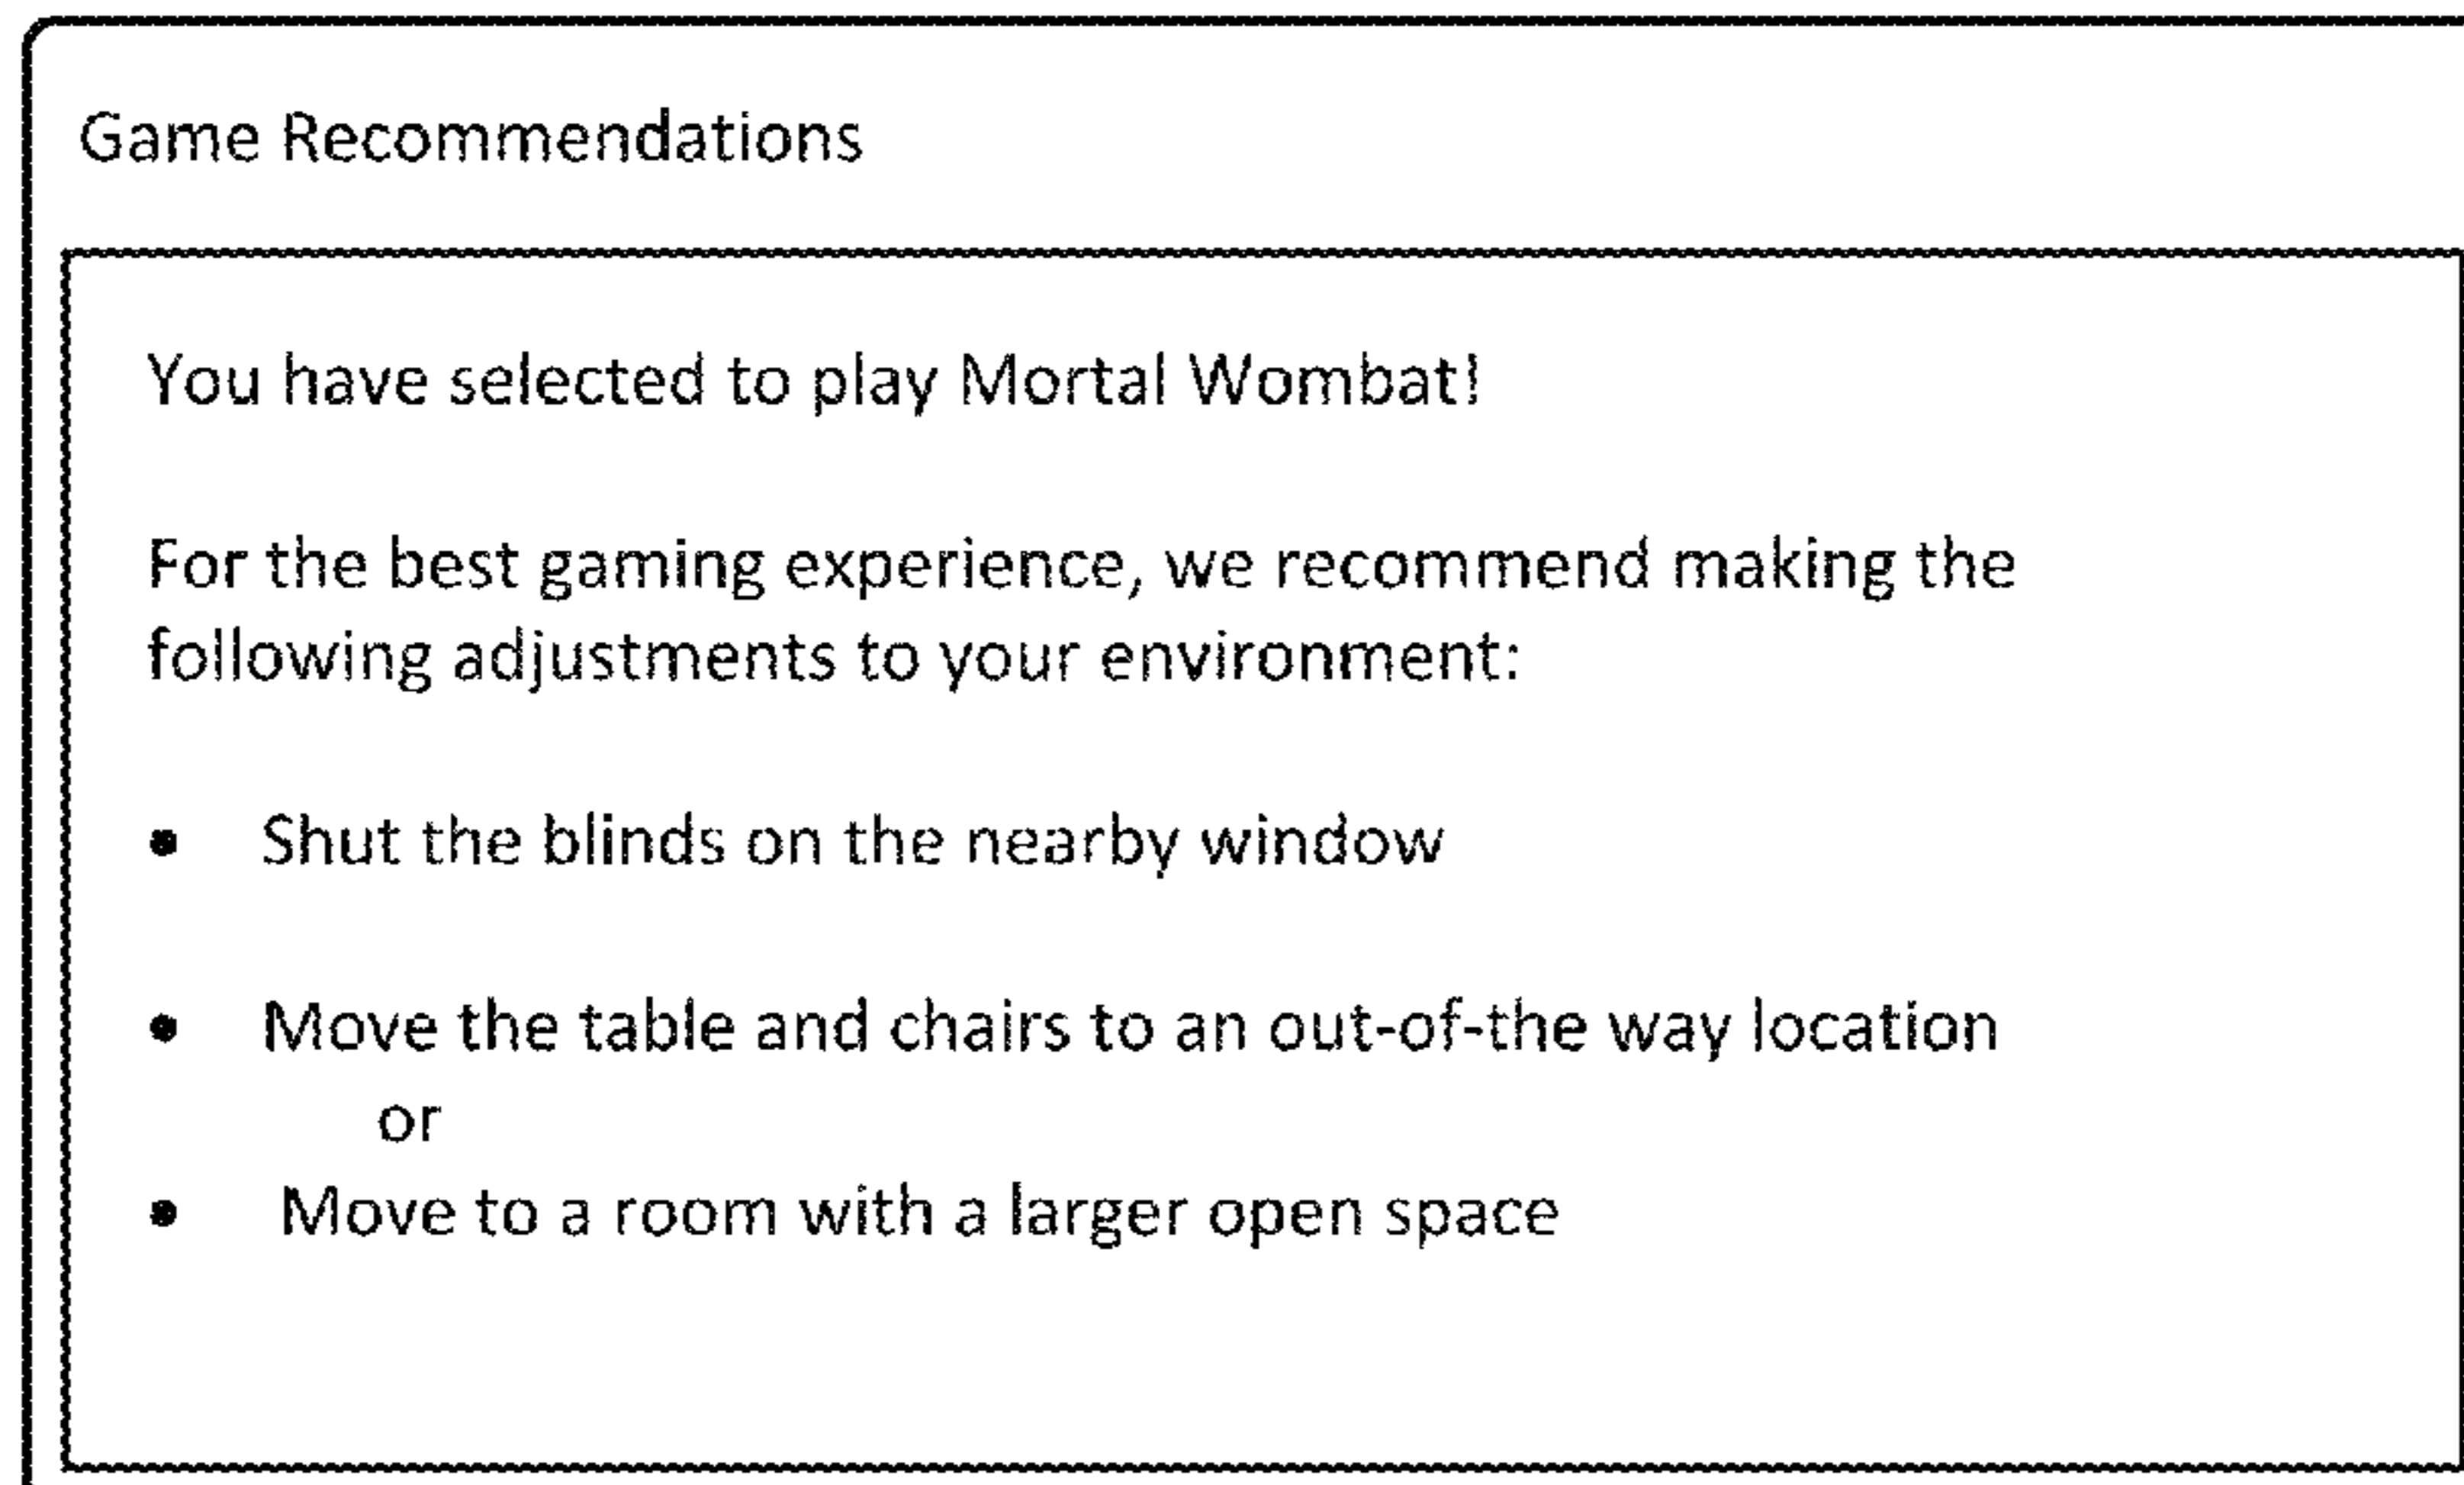 Game Recommendations
You have selected to play Mortal Wombat!
For the best gaming experience, we recommend making the
following adjustments to your environment:
• Shut the blinds on the nearby window
• Move the table and chairs to an out-of-the way location
or
• Move to a room with a larger open space